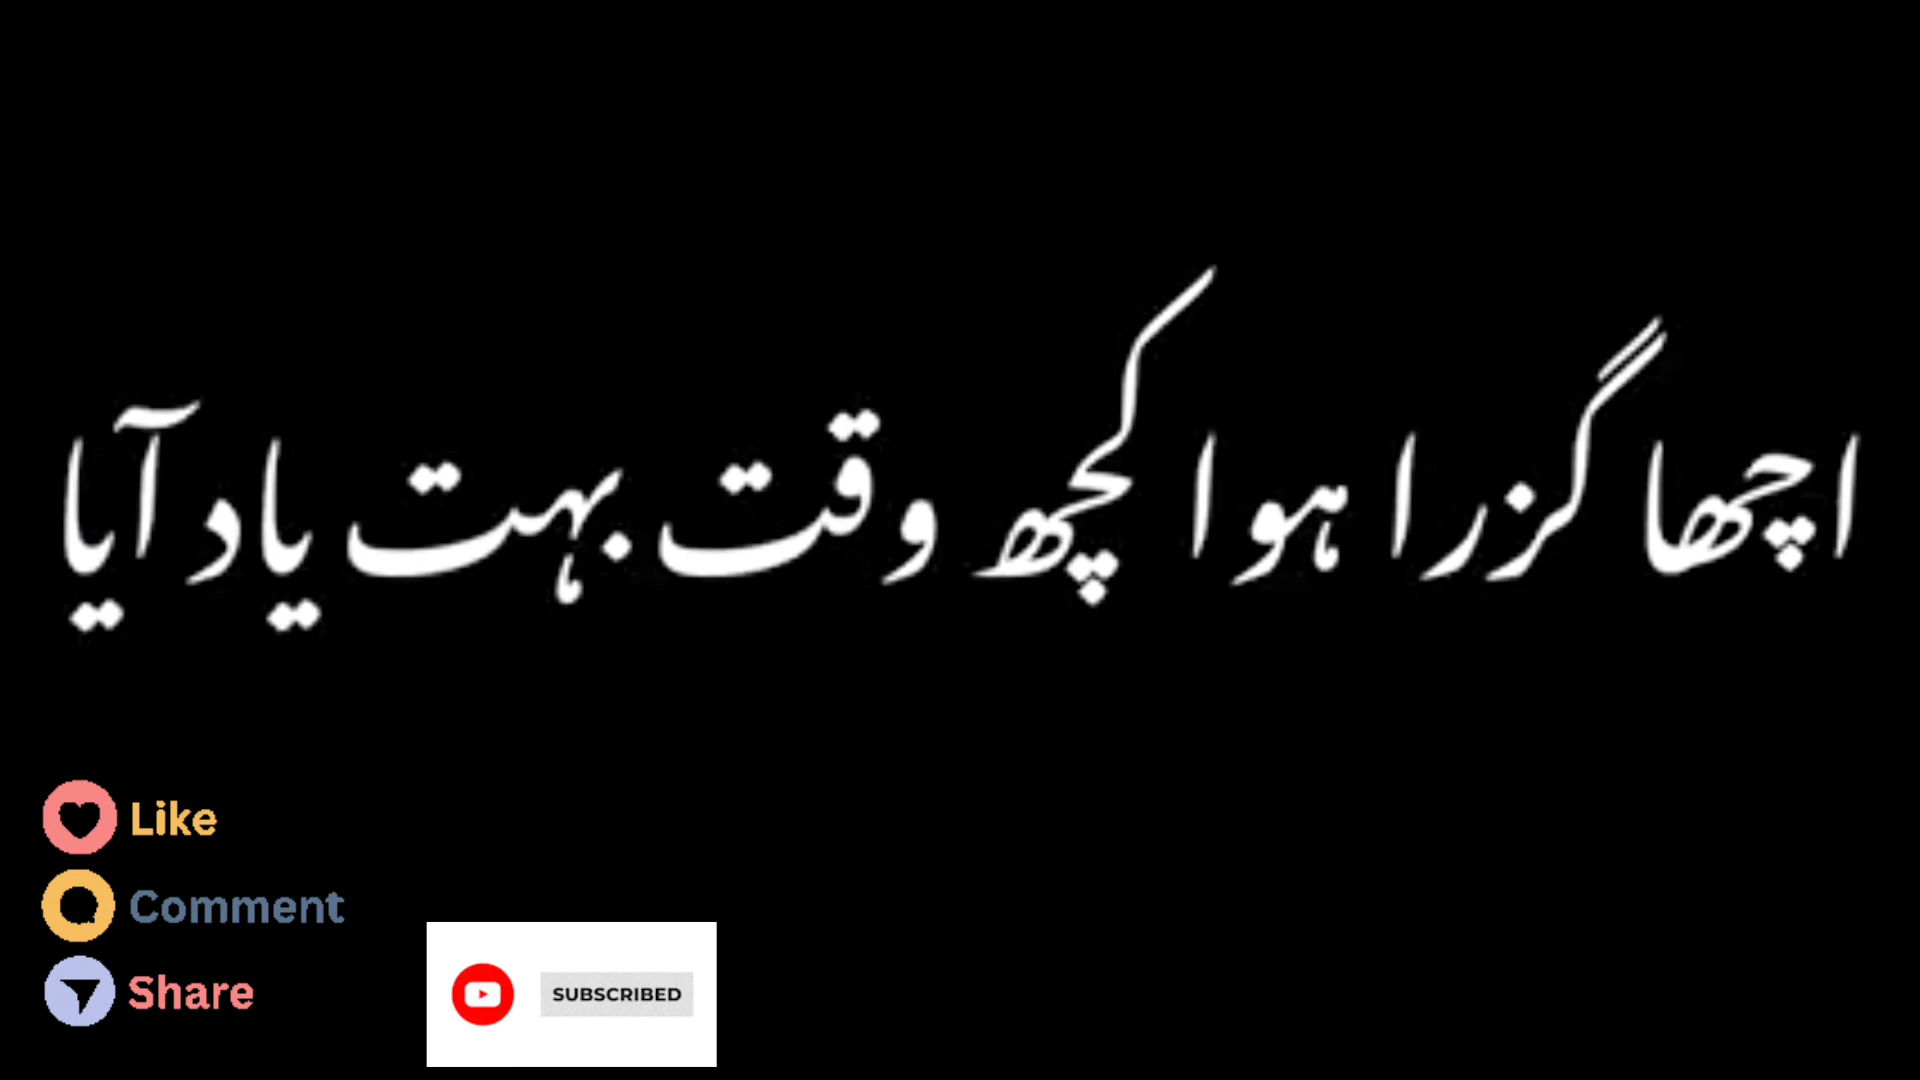 اچھا گزرا ہوا کچھ وقت بہت یاد آیا
Like
Comment
Share
SUBSCRIBED